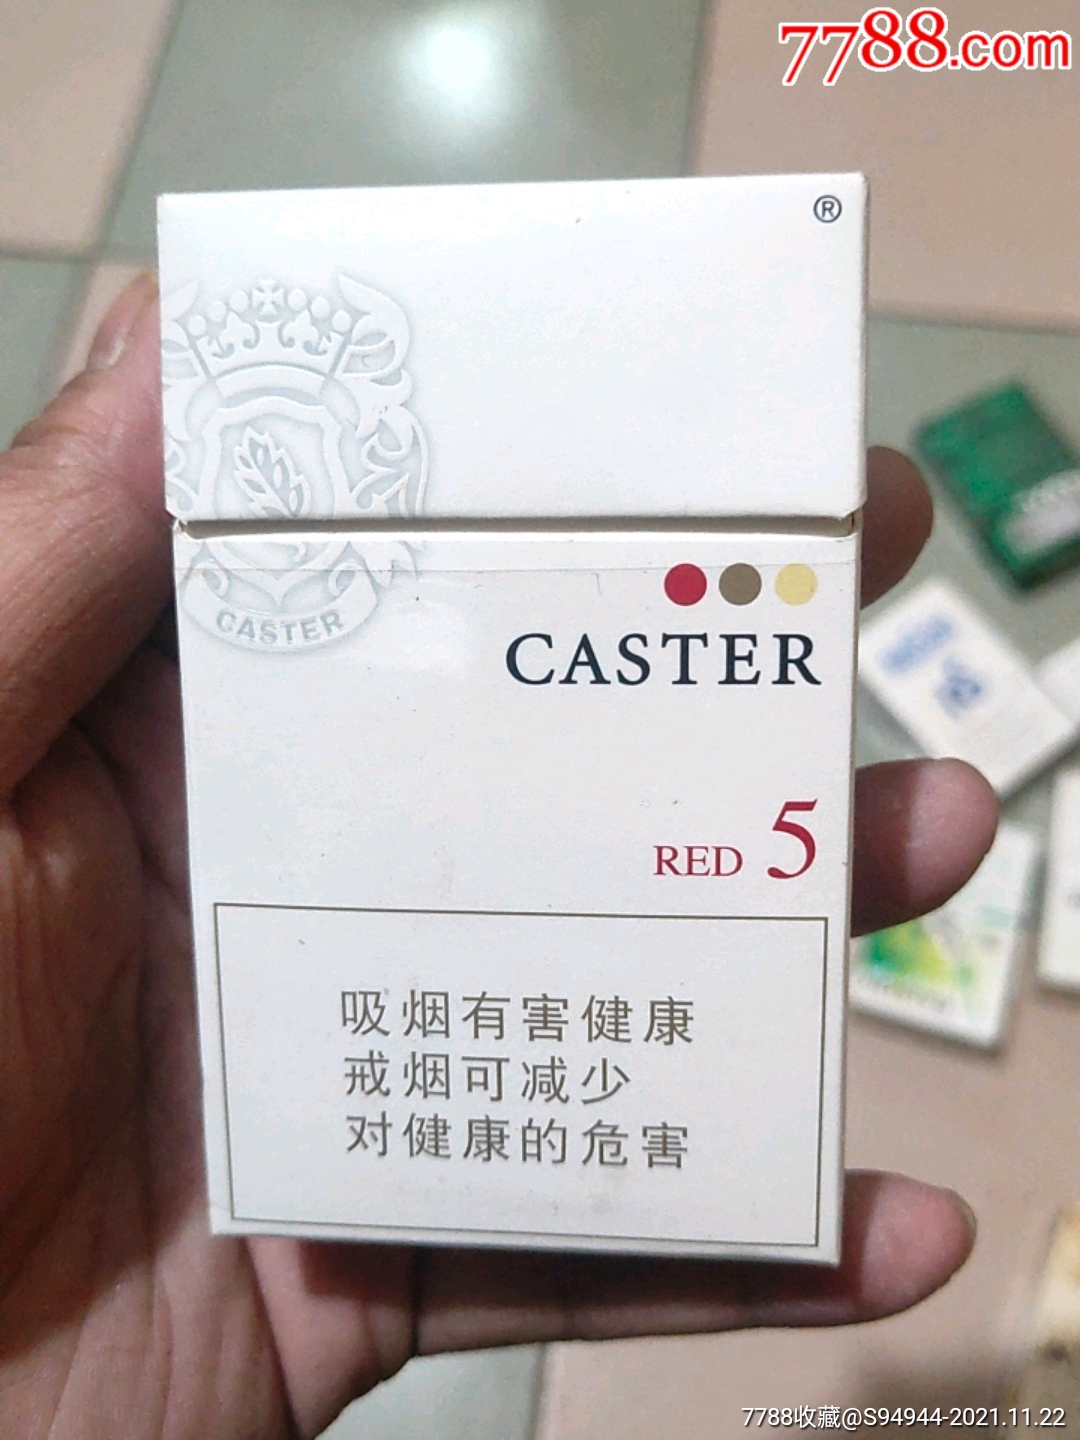 7788.com
®
CASTER
CASTER
RED 5
吸烟有害健康
戒烟可减少
对健康的危害
7788收藏@S94944-2021.11.22